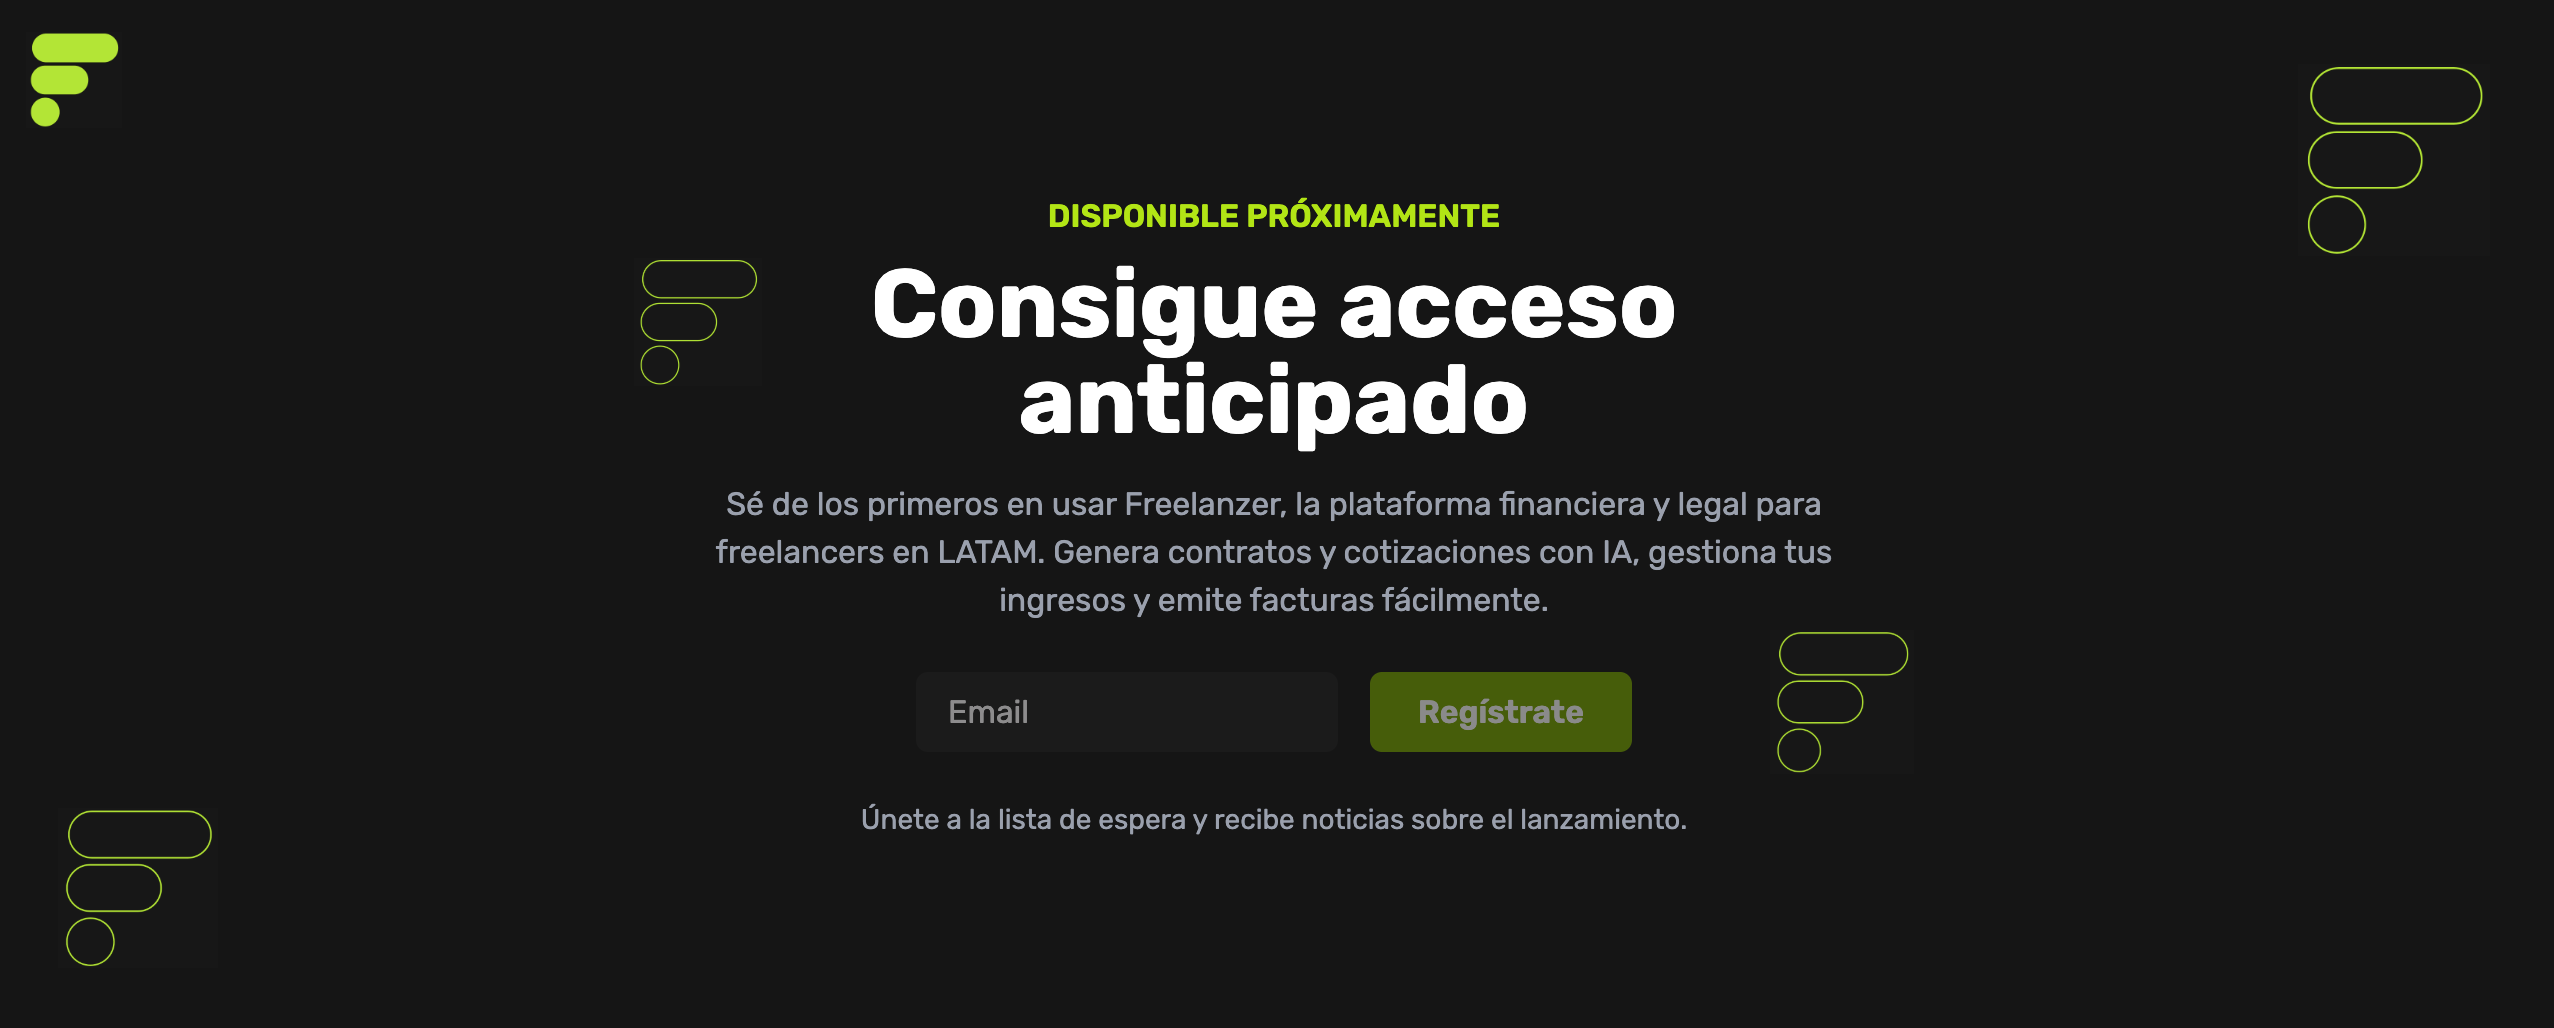 DISPONIBLE PRÓXIMAMENTE
Consigue acceso
anticipado
Sé de los primeros en usar Freelanzer, la plataforma financiera y legal para
freelancers en LATAM. Genera contratos y cotizaciones con IA, gestiona tus
ingresos y emite facturas fácilmente.
Email
Regístrate
Únete a la lista de espera y recibe noticias sobre el lanzamiento.